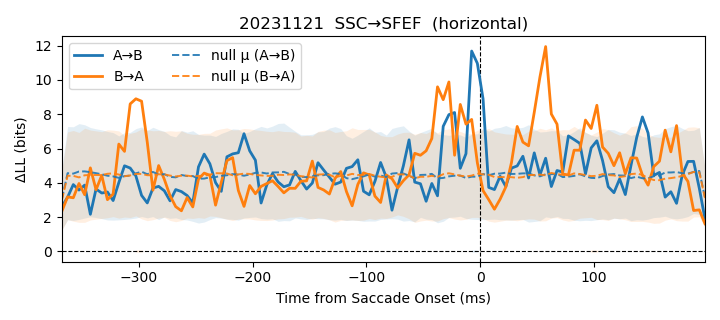 20231121  SSC→SFEF  (horizontal)
A→B
B→A
null μ (A→B)
null μ (B→A)
ΔLL (bits)
12
10
8
6
4
2
0
−300
−200
−100
0
100
Time from Saccade Onset (ms)